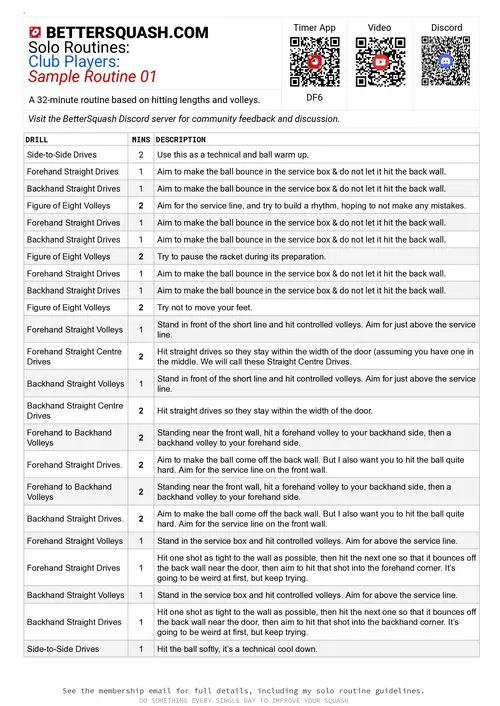 BETTERSQUASH.COM
Solo Routines:
Club Players:
Sample Routine 01
A 32-minute routine based on hitting lengths and volleys.
Timer App
DF6
Video
Discord
Visit the BetterSquash Discord server for community feedback and discussion.
DRILL MINS DESCRIPTION
Side-to-Side Drives 2 Use this as a technical and ball warm up.
Forehand Straight Drives 1 Aim to make the ball bounce in the service box & do not let it hit the back wall.
Backhand Straight Drives 1 Aim to make the ball bounce in the service box & do not let it hit the back wall.
Figure of Eight Volleys 2 Aim for the service line, and try to build a rhythm, hoping to not make any mistakes.
Forehand Straight Drives 1 Aim to make the ball bounce in the service box & do not let it hit the back wall.
Backhand Straight Drives 1 Aim to make the ball bounce in the service box & do not let it hit the back wall.
Figure of Eight Volleys 2 Try to pause the racket during its preparation.
Forehand Straight Drives 1 Aim to make the ball bounce in the service box & do not let it hit the back wall.
Backhand Straight Drives 1 Aim to make the ball bounce in the service box & do not let it hit the back wall.
Figure of Eight Volleys 2 Try not to move your feet.
Forehand Straight Volleys 1 Stand in front of the short line and hit controlled volleys. Aim for just above the service
line.
Forehand Straight Centre
Drives 2 Hit straight drives so they stay within the width of the door (assuming you have one in
the middle. We will call these Straight Centre Drives.
Backhand Straight Volleys 1 Stand in front of the short line and hit controlled volleys. Aim for just above the service
line.
Backhand Straight Centre
Drives 2 Hit straight drives so they stay within the width of the door.
Forehand to Backhand
Volleys 2 Standing near the front wall, hit a forehand volley to your backhand side, then a
backhand volley to your forehand side.
Forehand Straight Drives. 2 Aim to make the ball come off the back wall. But I also want you to hit the ball quite
hard. Aim for the service line on the front wall.
Forehand to Backhand
Volleys 2 Standing near the front wall, hit a forehand volley to your backhand side, then a
backhand volley to your forehand side.
Backhand Straight Drives. 2 Aim to make the ball come off the back wall. But I also want you to hit the ball quite
hard. Aim for the service line on the front wall.
Forehand Straight Volleys 1 Stand in the service box and hit controlled volleys. Aim for above the service line.
Forehand Straight Drives 1 Hit one shot as tight to the wall as possible, then hit the next one so that it bounces off
the back wall near the door, then aim to hit that shot into the forehand corner. It's
going to be weird at first, but keep trying.
Backhand Straight Volleys 1 Stand in the service box and hit controlled volleys. Aim for above the service line.
Backhand Straight Drives 1 Hit one shot as tight to the wall as possible, then hit the next one so that it bounces off
the back wall near the door, then aim to hit that shot into the backhand corner. It's
going to be weird at first, but keep trying.
Side-to-Side Drives 1 Hit the ball softly, it's a technical cool down.
See the membership email for full details, including my solo routine guidelines.
DO SOMETHING EVERY SINGLE DAY TO IMPROVE YOUR SQUASH